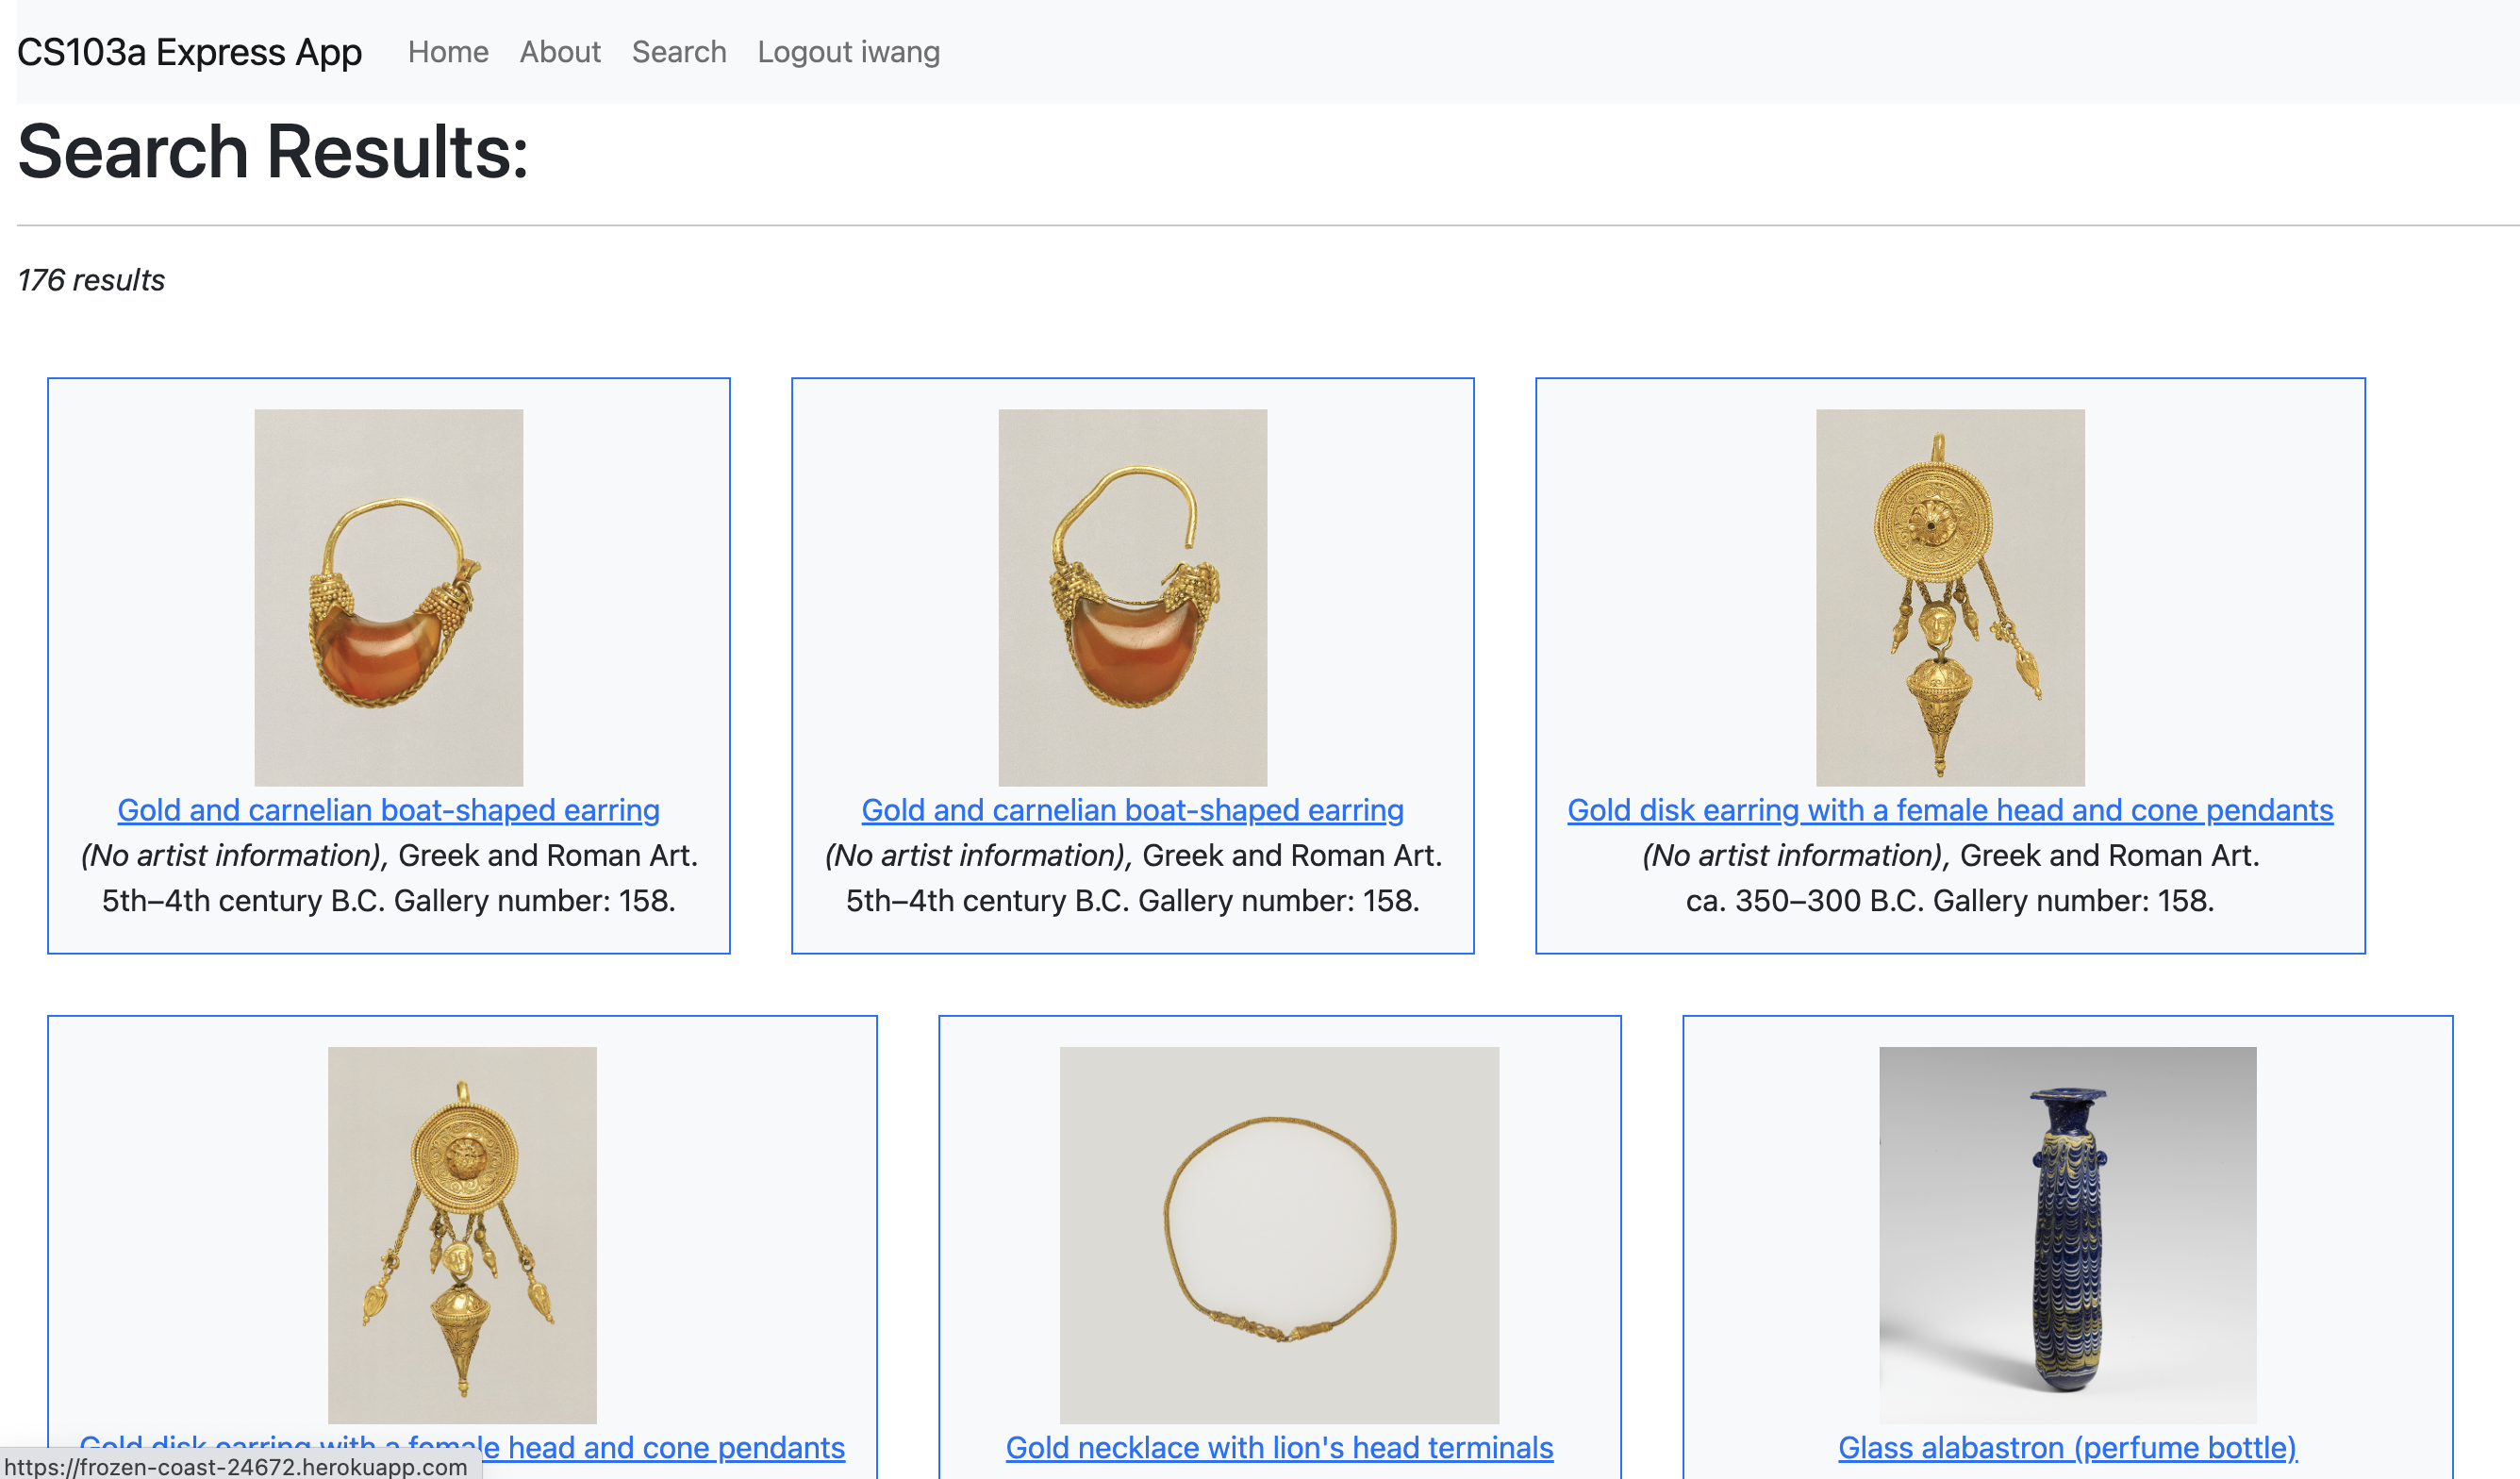 CS103a Express App Home About Search Logout iwang
Search Results:
176 results
Gold and carnelian boat-shaped earring
(No artist information), Greek and Roman Art.
5th–4th century B.C. Gallery number: 158.
Gold and carnelian boat-shaped earring
(No artist information), Greek and Roman Art.
5th–4th century B.C. Gallery number: 158.
Gold disk earring with a female head and cone pendants
(No artist information), Greek and Roman Art.
ca. 350–300 B.C. Gallery number: 158.
Gold disk earring with a female head and cone pendants
Gold necklace with lion's head terminals
Glass alabastron (perfume bottle)
https://frozen-coast-24672.herokuapp.com